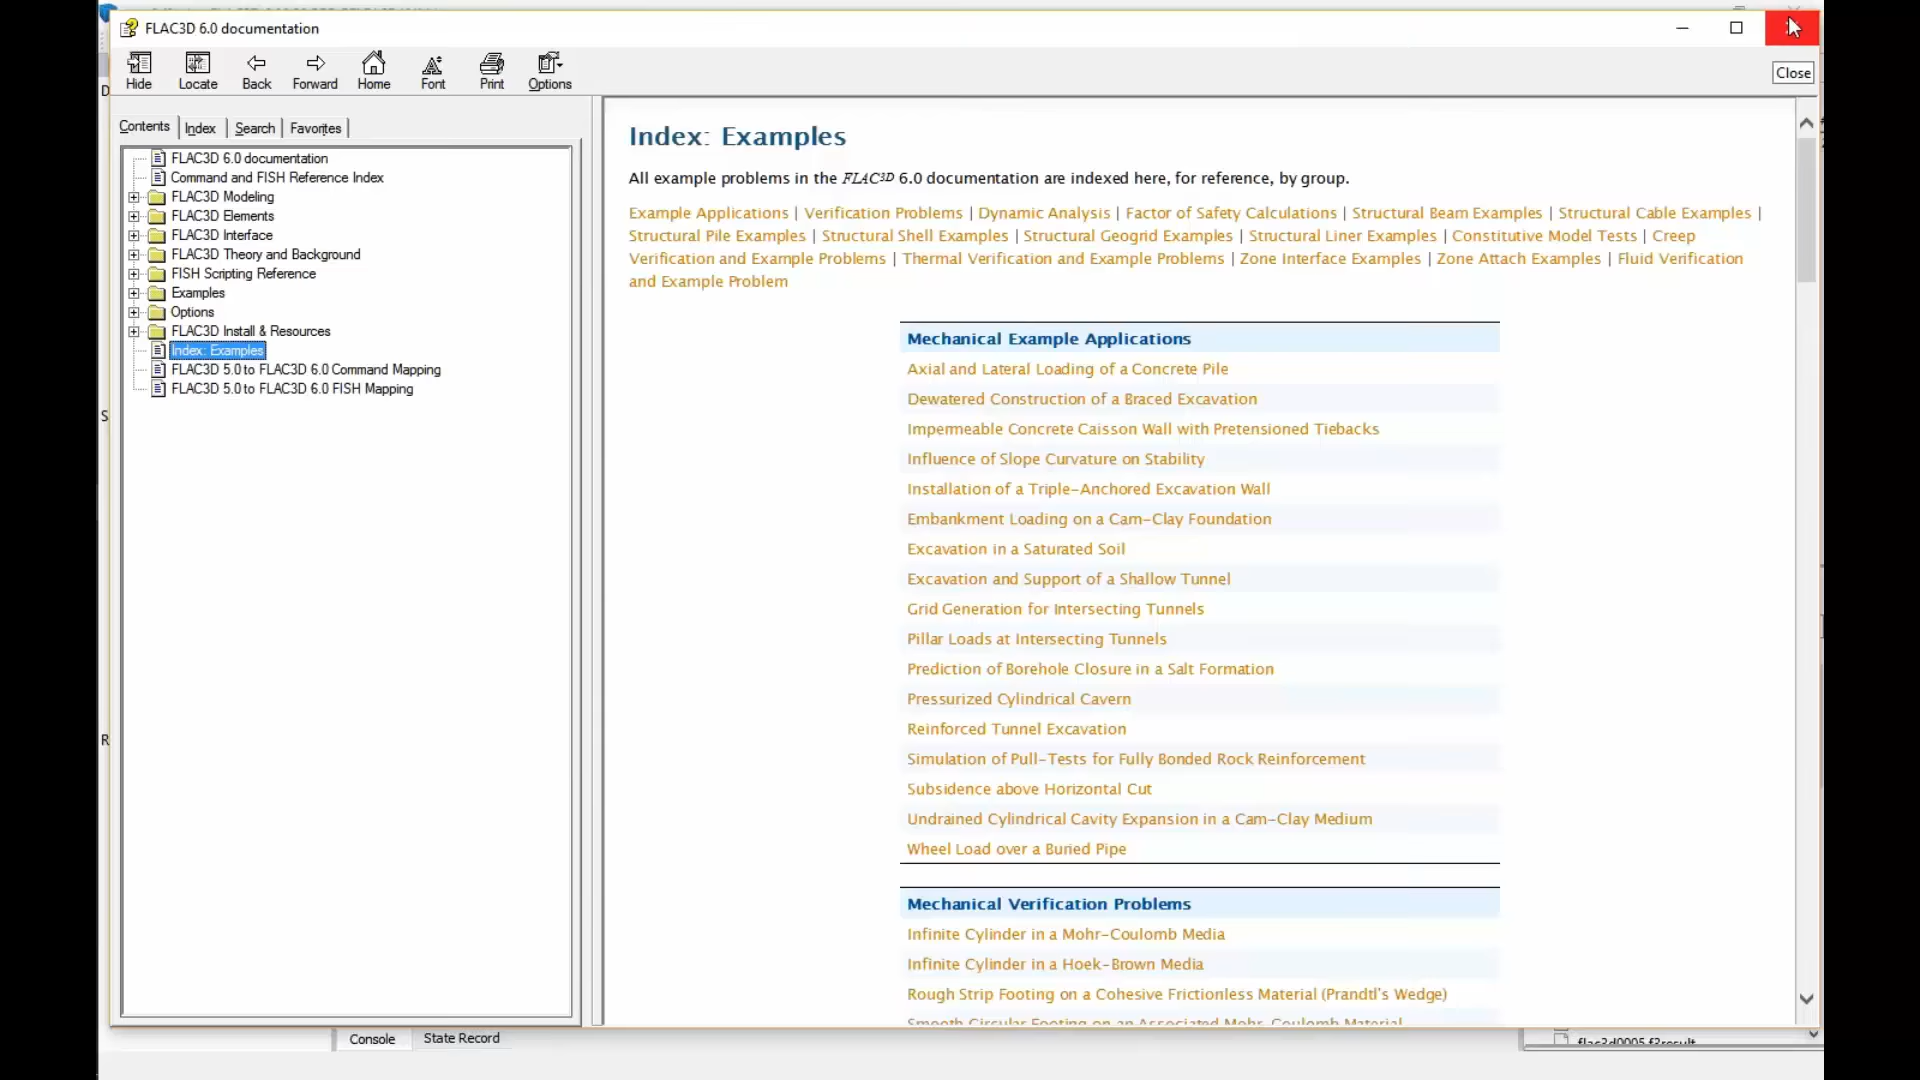 FLAC3D 6.0 documentation
Hide
Locate
Back
Forward
Home
Font
Print
Options
Close
Contents
Index
Search
Favorites
FLAC3D 6.0 documentation
Command and FISH Reference Index
FLAC3D Modeling
FLAC3D Elements
FLAC3D Interface
FLAC3D Theory and Background
FISH Scripting Reference
Examples
Options
FLAC3D Install & Resources
Index: Examples
FLAC3D 5.0 to FLAC3D 6.0 Command Mapping
FLAC3D 5.0 to FLAC3D 6.0 FISH Mapping
Index: Examples
All example problems in the FLAC3D 6.0 documentation are indexed here, for reference, by group.
Example Applications | Verification Problems | Dynamic Analysis | Factor of Safety Calculations | Structural Beam Examples | Structural Cable Examples |
Structural Pile Examples | Structural Shell Examples | Structural Geogrid Examples | Structural Liner Examples | Constitutive Model Tests | Creep
Verification and Example Problems | Thermal Verification and Example Problems | Zone Interface Examples | Zone Attach Examples | Fluid Verification
and Example Problem
Mechanical Example Applications
Axial and Lateral Loading of a Concrete Pile
Dewatered Construction of a Braced Excavation
Impermeable Concrete Caisson Wall with Pretensioned Tiebacks
Influence of Slope Curvature on Stability
Installation of a Triple-Anchored Excavation Wall
Embankment Loading on a Cam-Clay Foundation
Excavation in a Saturated Soil
Excavation and Support of a Shallow Tunnel
Grid Generation for Intersecting Tunnels
Pillar Loads at Intersecting Tunnels
Prediction of Borehole Closure in a Salt Formation
Pressurized Cylindrical Cavern
Reinforced Tunnel Excavation
Simulation of Pull-Tests for Fully Bonded Rock Reinforcement
Subsidence above Horizontal Cut
Undrained Cylindrical Cavity Expansion in a Cam-Clay Medium
Wheel Load over a Buried Pipe
Mechanical Verification Problems
Infinite Cylinder in a Mohr-Coulomb Media
Infinite Cylinder in a Hoek-Brown Media
Rough Strip Footing on a Cohesive Frictionless Material (Prandtl's Wedge)
Smooth Circular Footing on an Associated Mohr-Coulomb Material
Console
State Record
flac3d0005.f3result